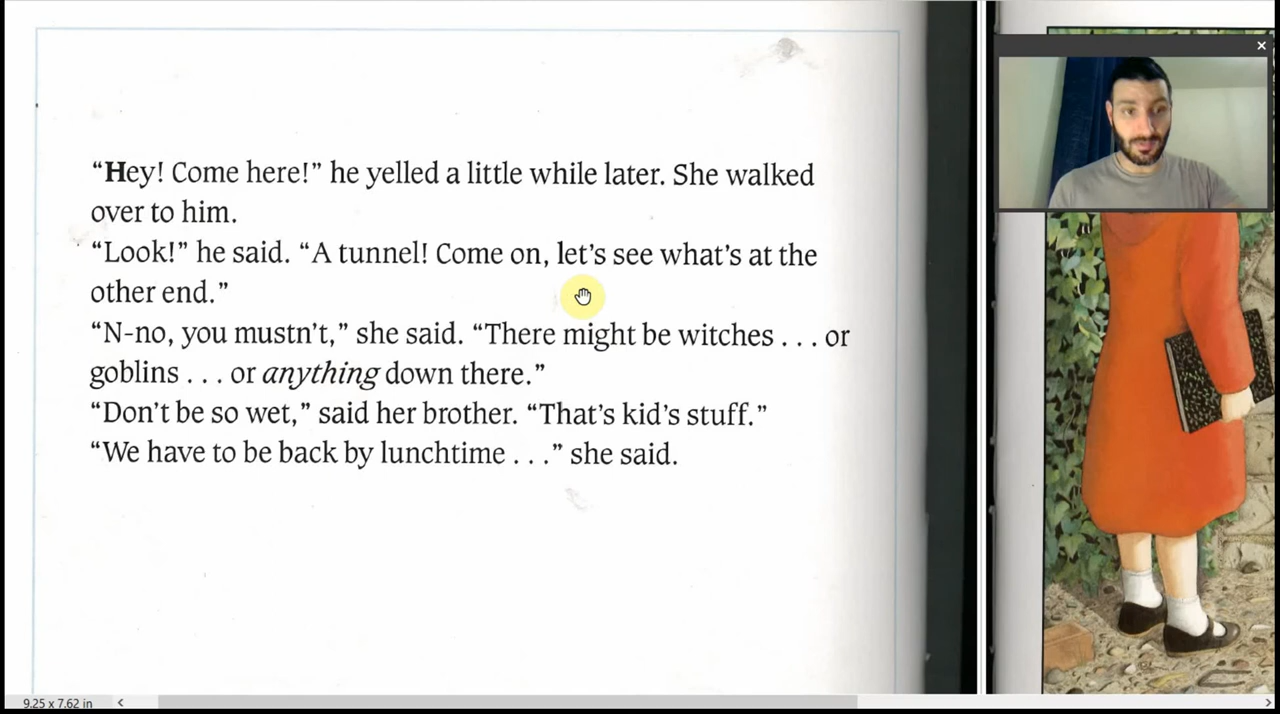 “Hey! Come here!” he yelled a little while later. She walked
over to him.
“Look!” he said. “A tunnel! Come on, let’s see what’s at the
other end.”
“N-no, you mustn’t,” she said. “There might be witches . . . or
goblins . . . or anything down there.”
“Don’t be so wet,” said her brother. “That’s kid’s stuff.”
“We have to be back by lunchtime . . .” she said.
9.25 x 7.62 in